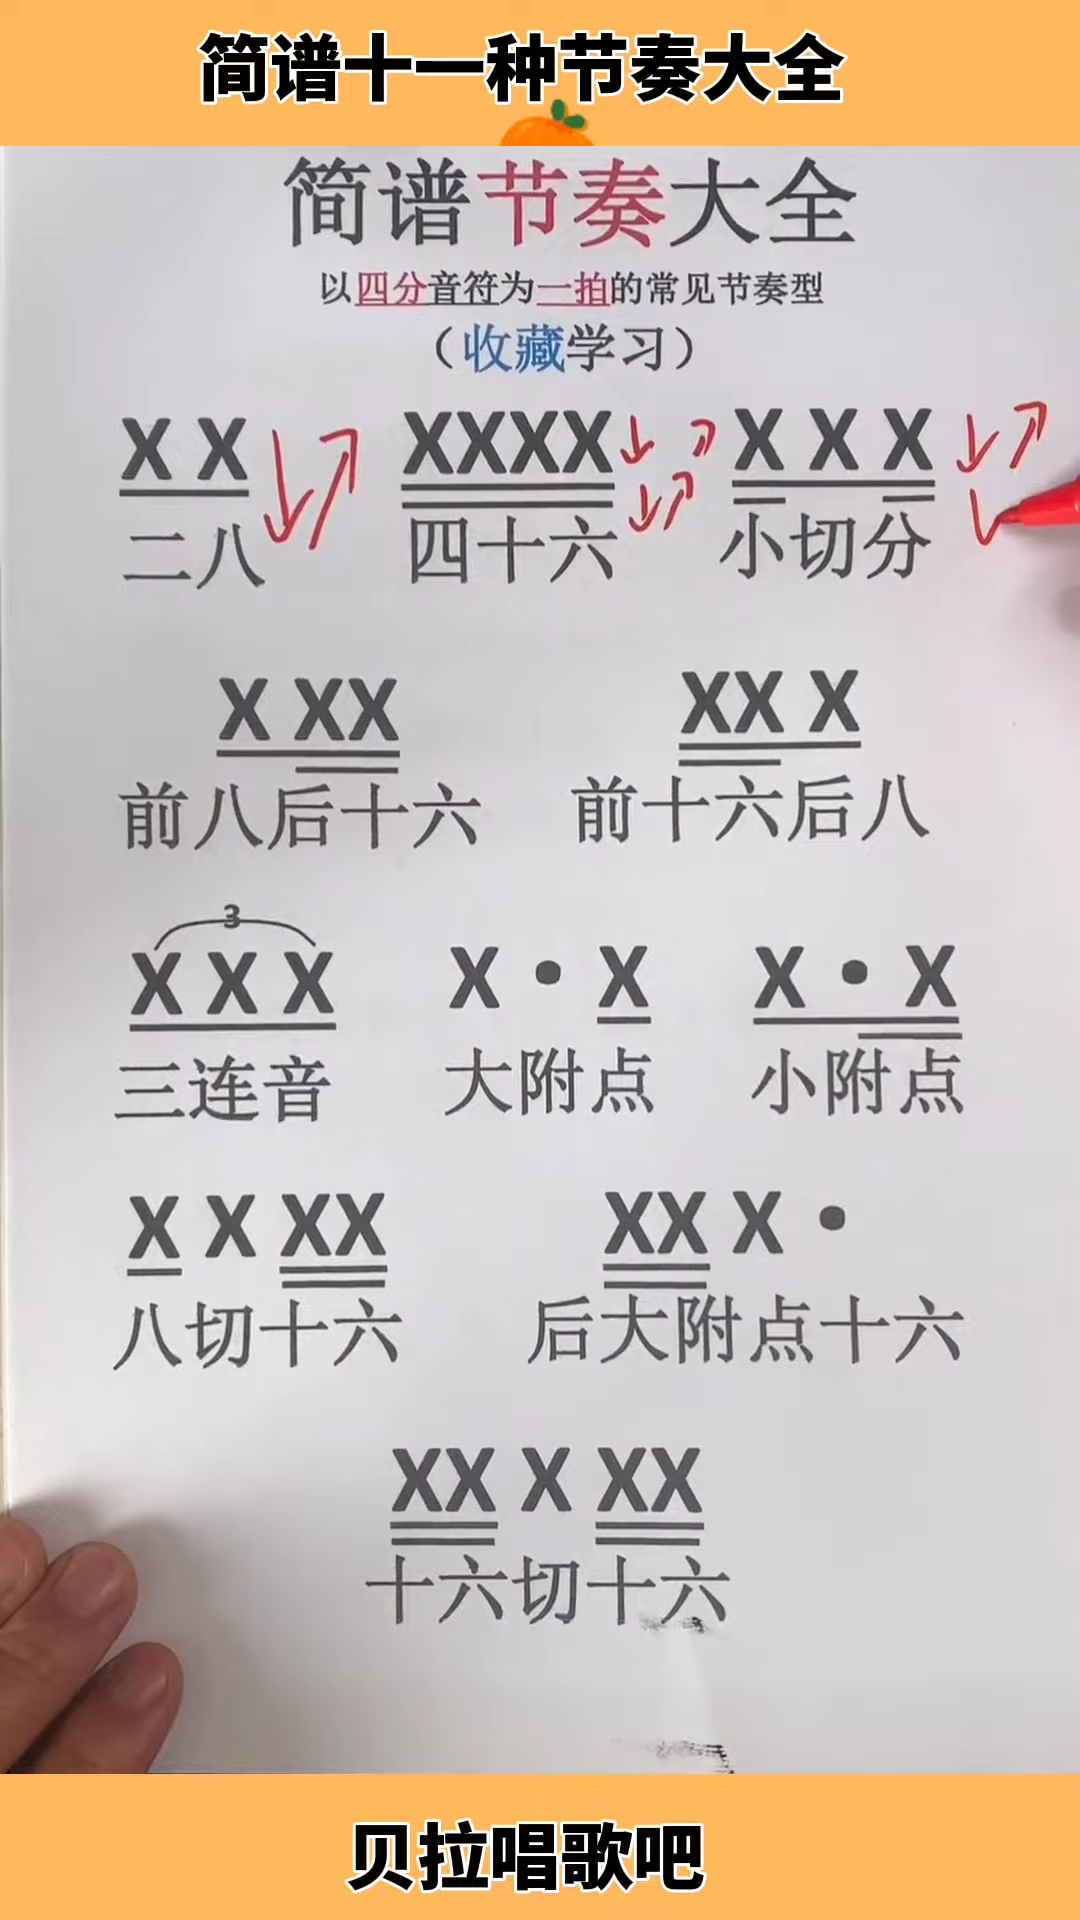 简谱十一种节奏大全
简谱节奏大全
以四分音符为一拍的常见节奏型
（收藏学习）
X X XXXX X X X
二八 四十六 小切分
X XX XX X
前八后十六 前十六后八
3
X X X X · X X · X
三连音 大附点 小附点
X X XX XX X ·
八切十六 后大附点十六
XX X XX
十六切十六
贝拉唱歌吧